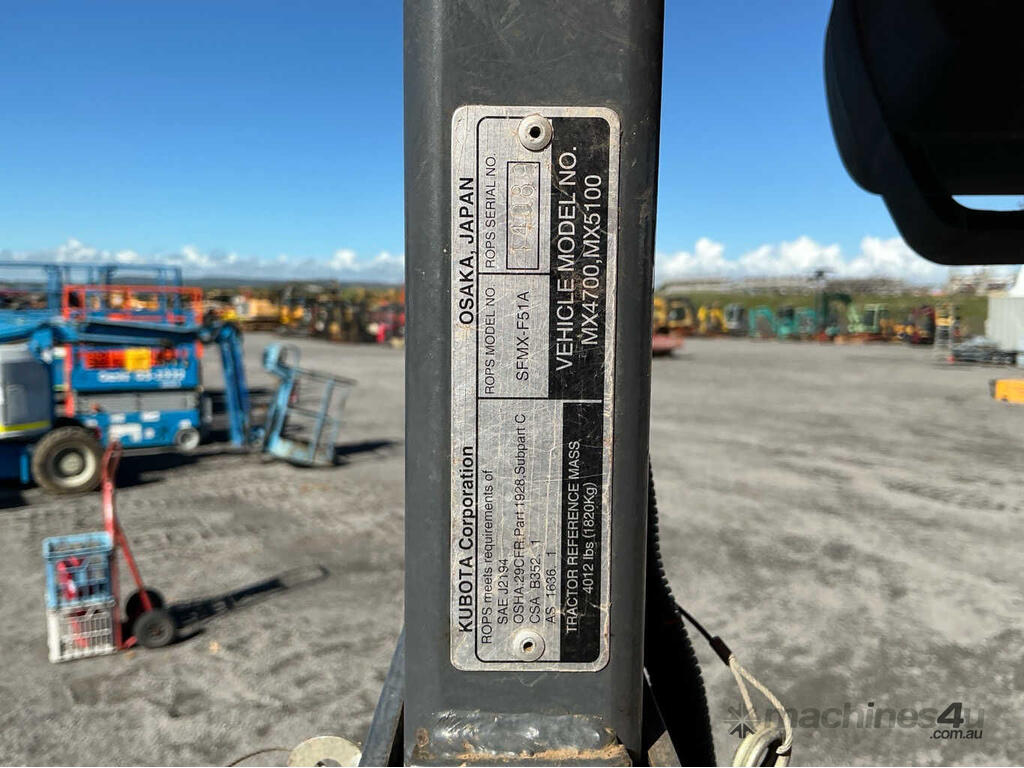 KUBOTA Corporation OSAKA, JAPAN
ROPS meets requirements of
SAE J2194
OSHA:29CFR:Part 1928.Subpart C
CSA B352. 1
AS 1636. 1
ROPS MODEL NO
SFMX-F51A
ROPS SERIAL NO.
TRACTOR REFERENCE MASS
4012 lbs (1820Kg)
VEHICLE MODEL NO.
MX4700,MX5100
machines4u
.com.au